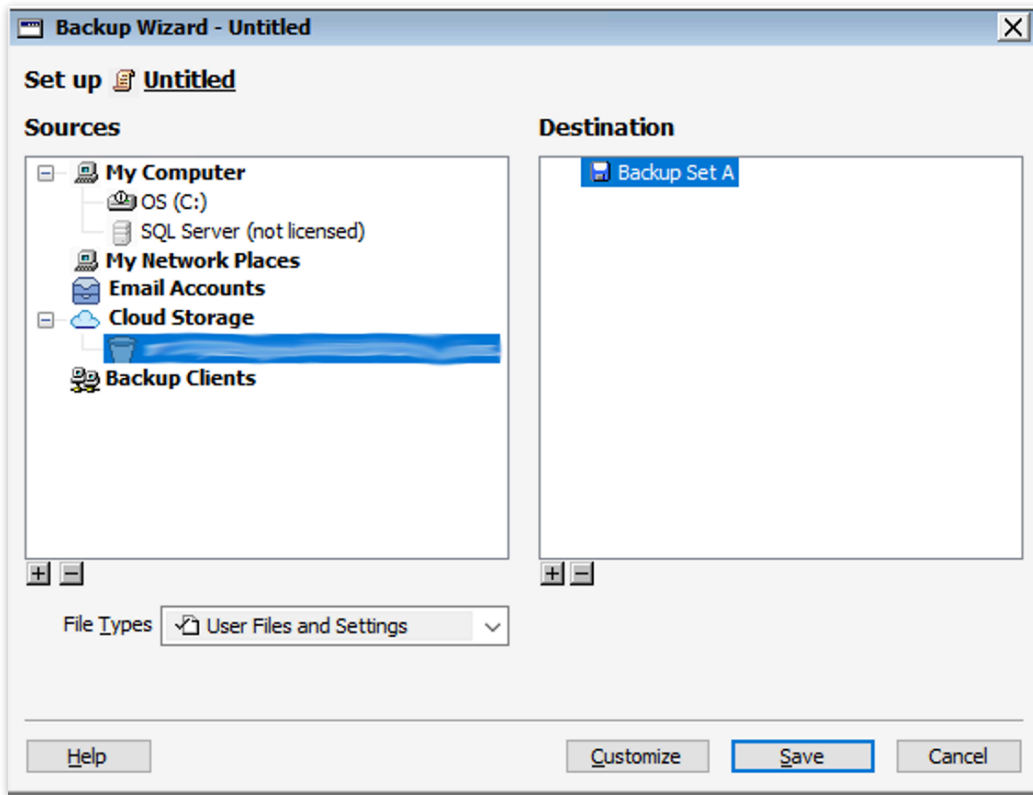 Backup Wizard - Untitled
Set up Untitled
Sources
Destination
My Computer
OS (C:)
SQL Server (not licensed)
My Network Places
Email Accounts
Cloud Storage
Backup Clients
Backup Set A
File Types User Files and Settings
Help
Customize
Save
Cancel